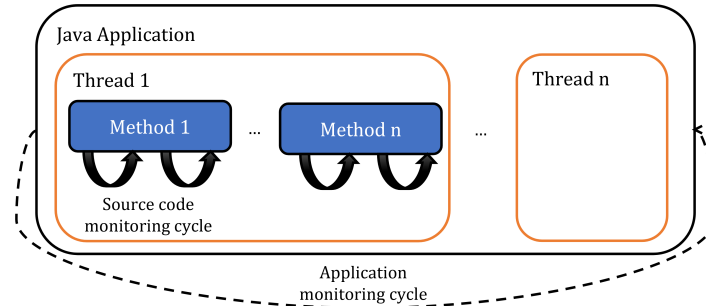 Java Application
Thread 1
Thread n
Method 1
...
Method n
...
Source code
monitoring cycle
Application
monitoring cycle